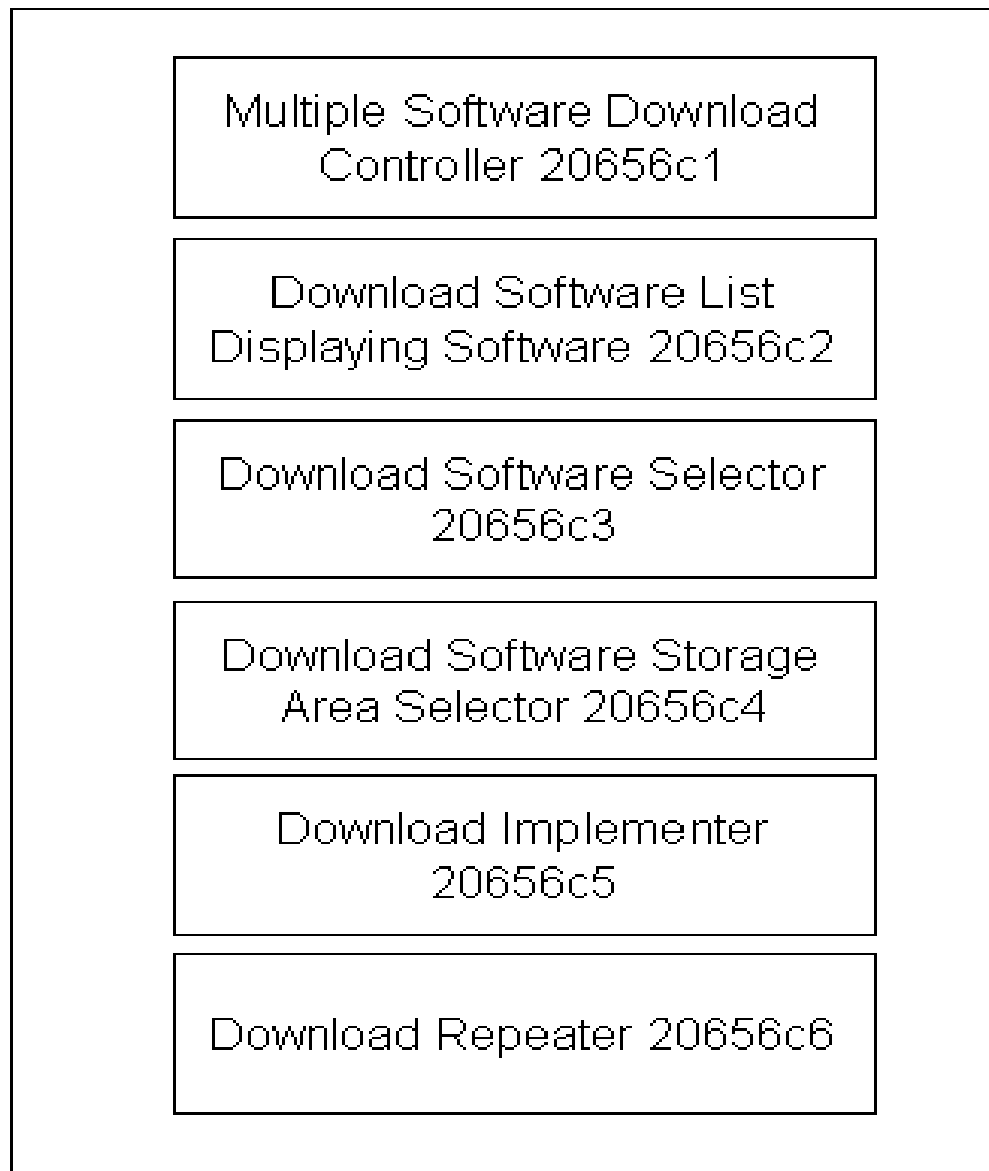 Multiple Software Download
Controller 20656c1
Download Software List
Displaying Software 20656c2
Download Software Selector
20656c3
Download Software Storage
Area Selector 20656c4
Download Implementer
20656c5
Download Repeater 20656c6